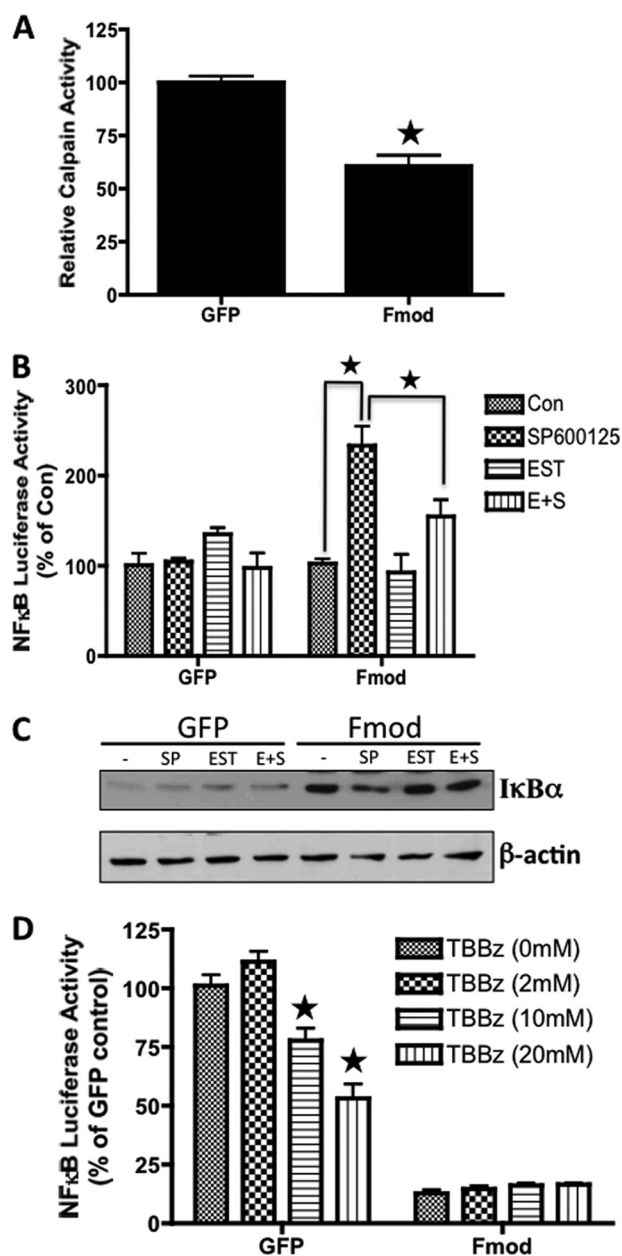 A
Relative Calpain Activity
125
100
75
50
25
0
GFP
Fmod
B
NFκB Luciferase Activity
(% of Con)
300
200
100
0
GFP
Fmod
Con
SP600125
EST
E+S
C
GFP Fmod
- SP EST E+S - SP EST E+S
IκBα
β-actin
D
NFκB Luciferase Activity
(% of GFP control)
125
100
75
50
25
0
GFP
Fmod
TBBz (0mM)
TBBz (2mM)
TBBz (10mM)
TBBz (20mM)